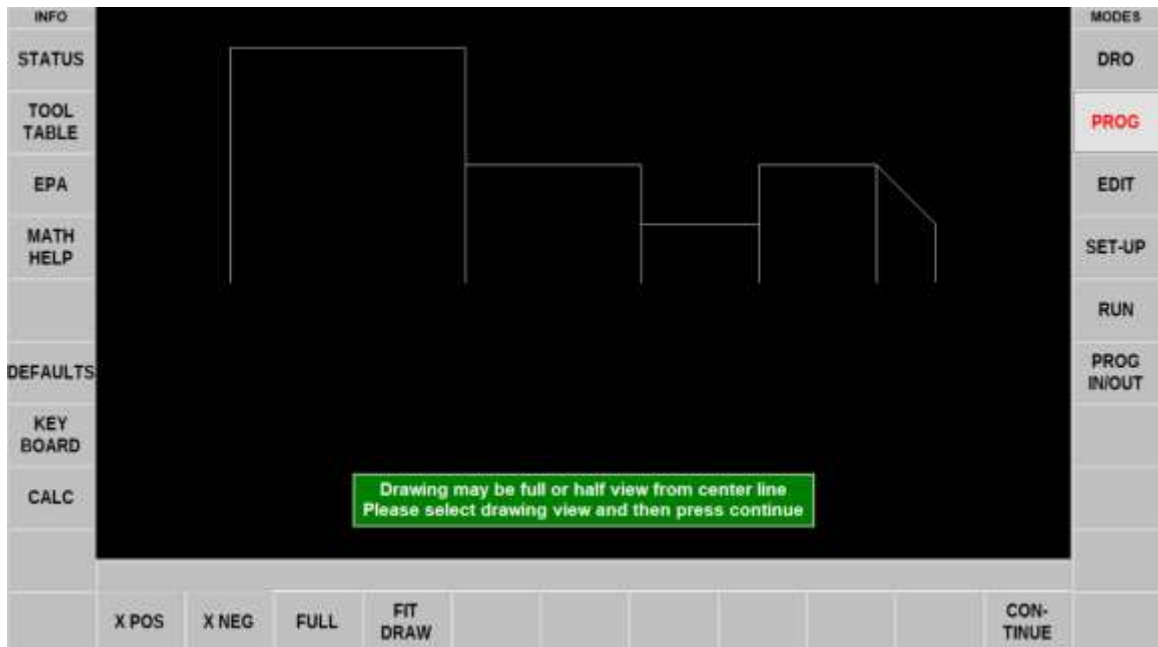 INFO
STATUS
TOOL
TABLE
EPA
MATH
HELP
DEFAULTS
KEY
BOARD
CALC
Drawing may be full or half view from center line
Please select drawing view and then press continue
X POS
X NEG
FULL
FIT
DRAW
CON-
TINUE
MODES
DRO
PROG
EDIT
SET-UP
RUN
PROG
IN/OUT